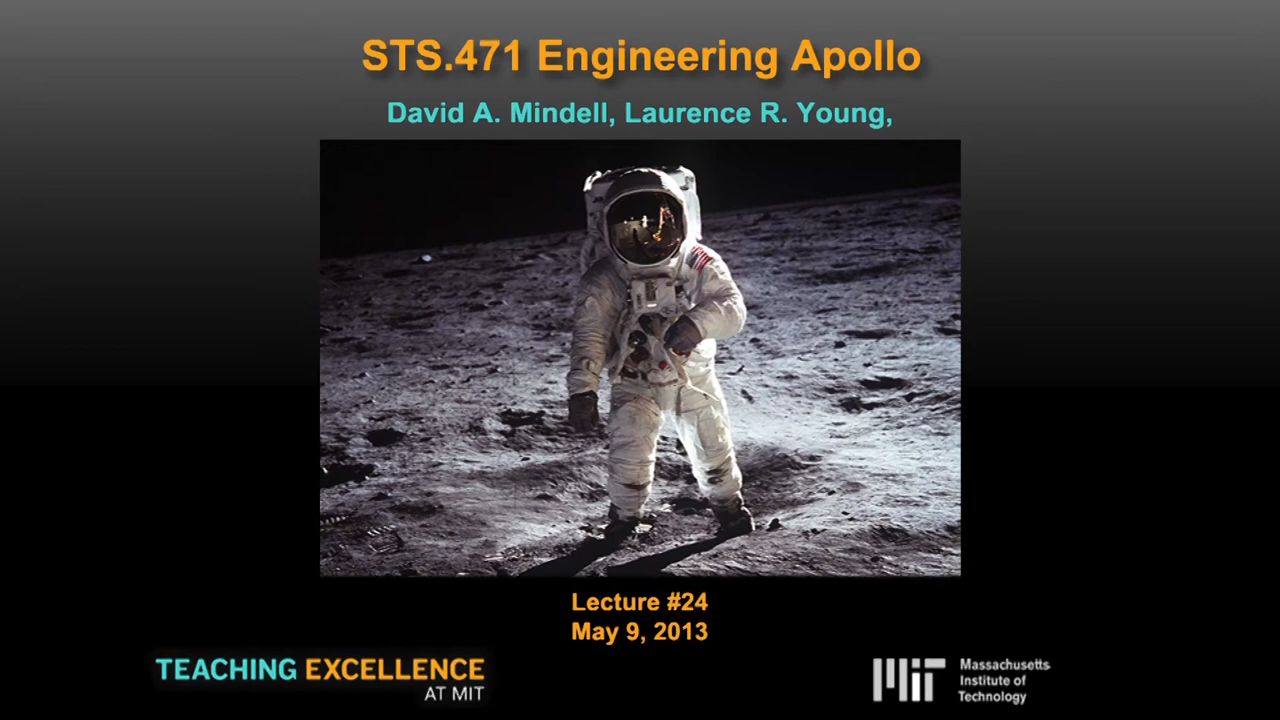 STS.471 Engineering Apollo
David A. Mindell, Laurence R. Young,
Lecture #24
May 9, 2013
TEACHING EXCELLENCE
AT MIT
MIT
Massachusetts
Institute of
Technology